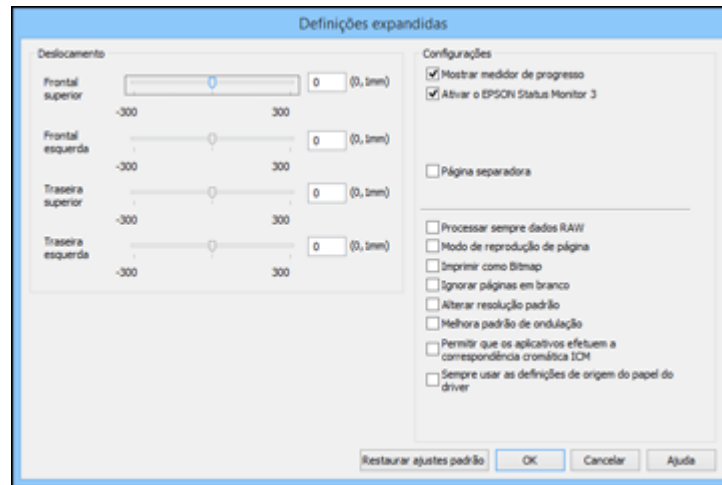 Definições expandidas
Deslocamento
Frontal
superior
0 (0,1mm)
-300 300
Frontal
esquerda
0 (0,1mm)
-300 300
Traseira
superior
0 (0,1mm)
-300 300
Traseira
esquerda
0 (0,1mm)
-300 300
Configurações
Mostrar medidor de progresso
Ativar o EPSON Status Monitor 3
Página separadora
Processar sempre dados RAW
Modo de reprodução de página
Imprimir como Bitmap
Ignorar páginas em branco
Alterar resolução padrão
Melhora padrão de ondulação
Permitir que os aplicativos efetuem a
correspondência cromática ICM
Sempre usar as definições de origem do papel do
driver
Restaurar ajustes padrão OK Cancelar Ajuda